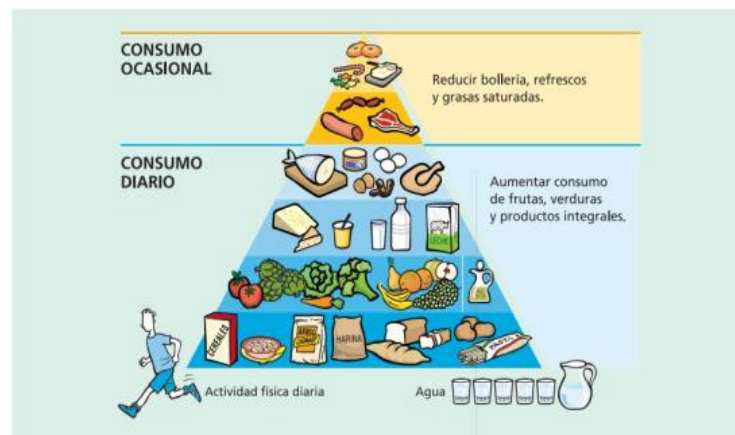 CONSUMO
OCASIONAL
Reducir bollería, refrescos
y grasas saturadas.
CONSUMO
DIARIO
Aumentar consumo
de frutas, verduras
y productos integrales.
LECHE
CEREALES
ARROZ
HARINA
PASTA
Actividad física diaria
Agua